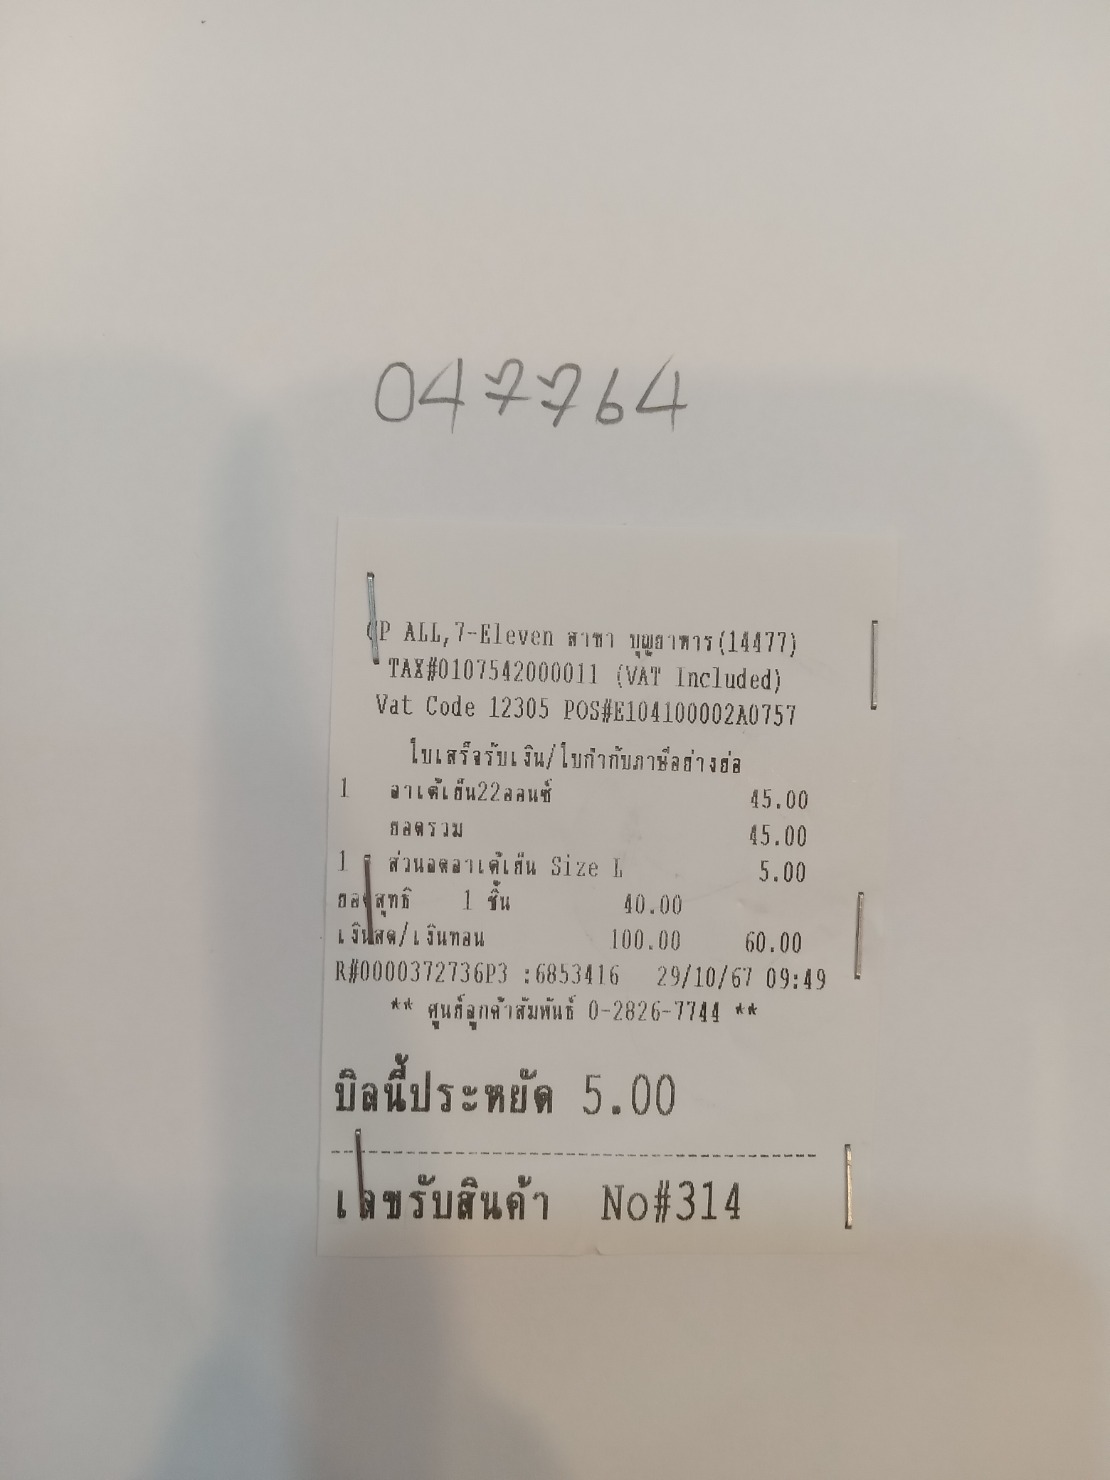 047764
CP ALL,7-Eleven สาขา บุญยาหาร(14477)
TAX#0107542000011 (VAT Included)
Vat Code 12305 POS#E104100002A0757
ใบเสร็จรับเงิน/ใบกำกับภาษีอย่างย่อ
1 ลาเต้เย็น22ออนซ์ 45.00
ยอดรวม 45.00
1 ส่วนลดลาเต้เย็น Size L 5.00
ยอดสุทธิ 1 ชิ้น 40.00
เงินสด/เงินทอน 100.00 60.00
R#0000372736P3 :6853416 29/10/67 09:49
** ศูนย์ลูกค้าสัมพันธ์ 0-2826-7744 **
บิลนี้ประหยัด 5.00
เลขรับสินค้า No#314